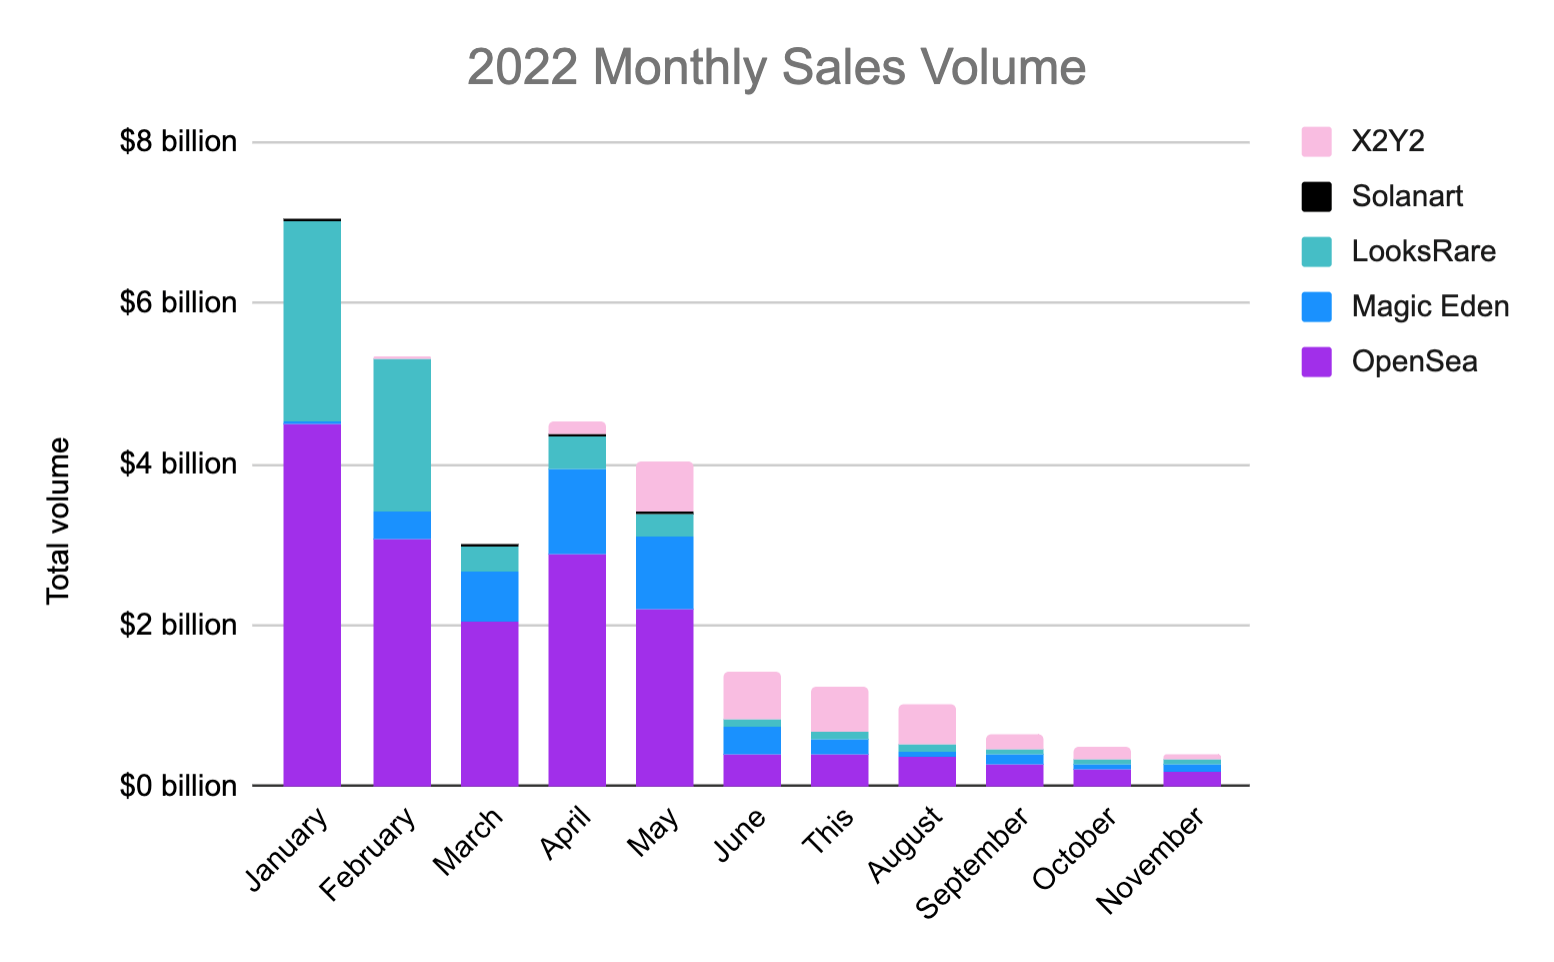 2022 Monthly Sales Volume
$8 billion
$6 billion
$4 billion
$2 billion
$0 billion
Total volume
January
February
March
April
May
June
This
August
September
October
November
X2Y2
Solanart
LooksRare
Magic Eden
OpenSea